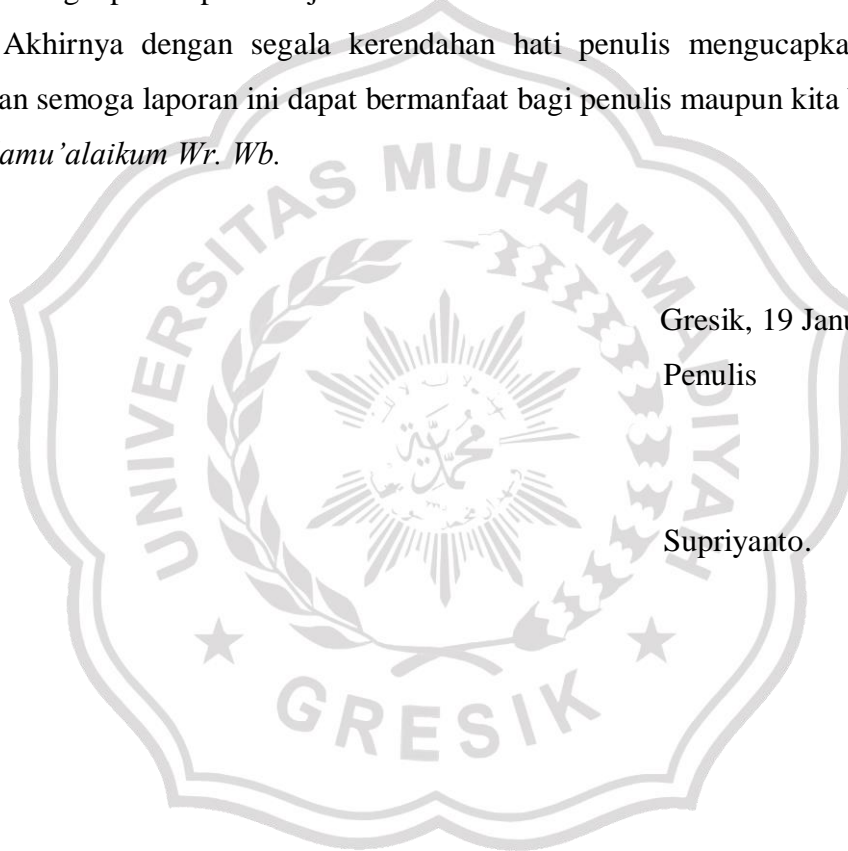 Akhirnya dengan segala kerendahan hati penulis mengucapka
an semoga laporan ini dapat bermanfaat bagi penulis maupun kita
amu’alaikum Wr. Wb.
Gresik, 19 Janu
Penulis
Supriyanto.
UNIVERSITAS MUHAMMADIYAH
GRESIK
محمدية